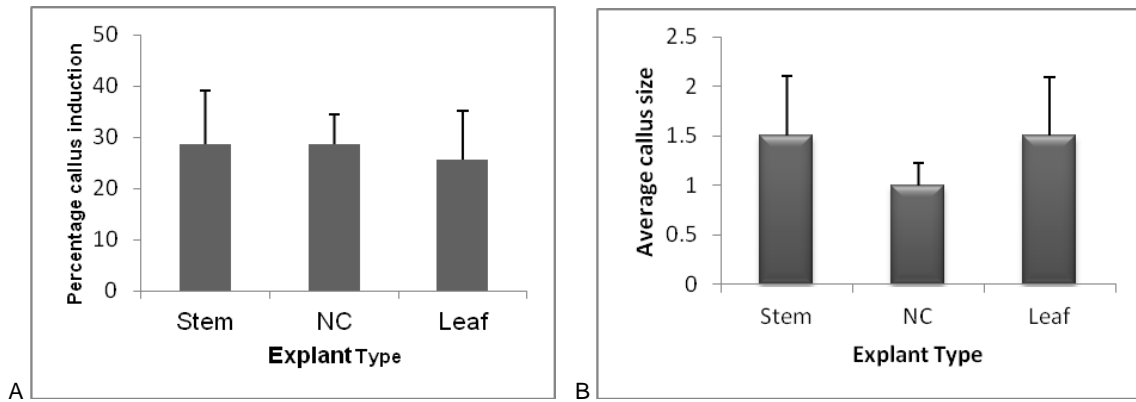 A
Percentage callus induction
50
40
30
20
10
0
Stem NC Leaf
Explant Type
B
Average callus size
2.5
2
1.5
1
0.5
0
Stem NC Leaf
Explant Type